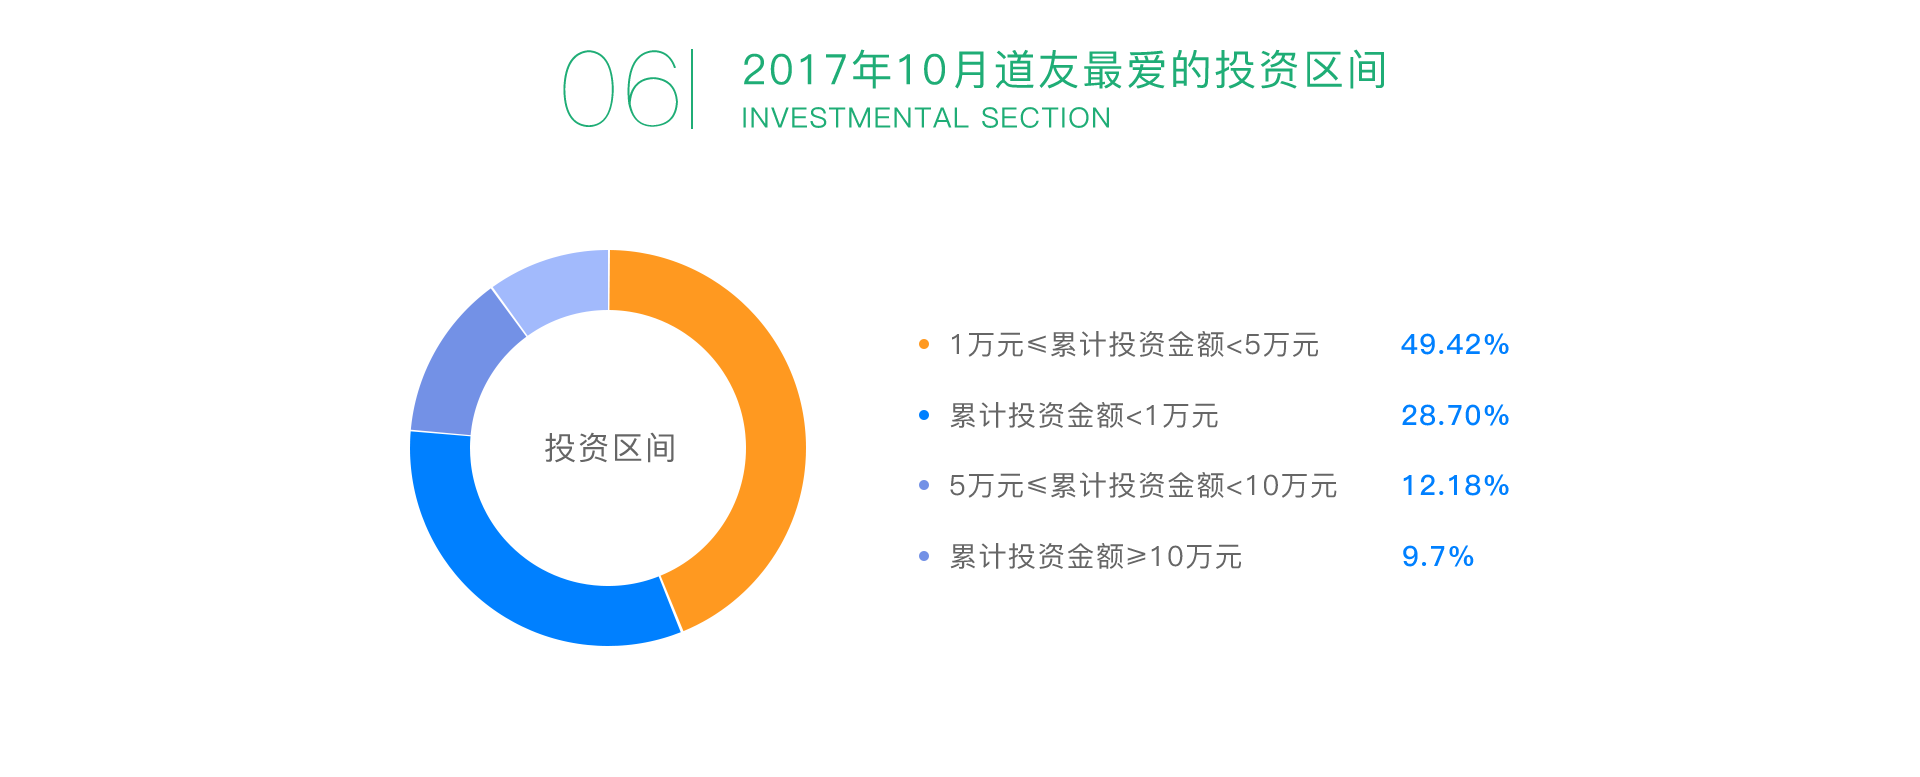 06
2017年10月道友最爱的投资区间
INVESTMENTAL SECTION
投资区间
1万元≤累计投资金额<5万元 49.42%
累计投资金额<1万元 28.70%
5万元≤累计投资金额<10万元 12.18%
累计投资金额≥10万元 9.7%